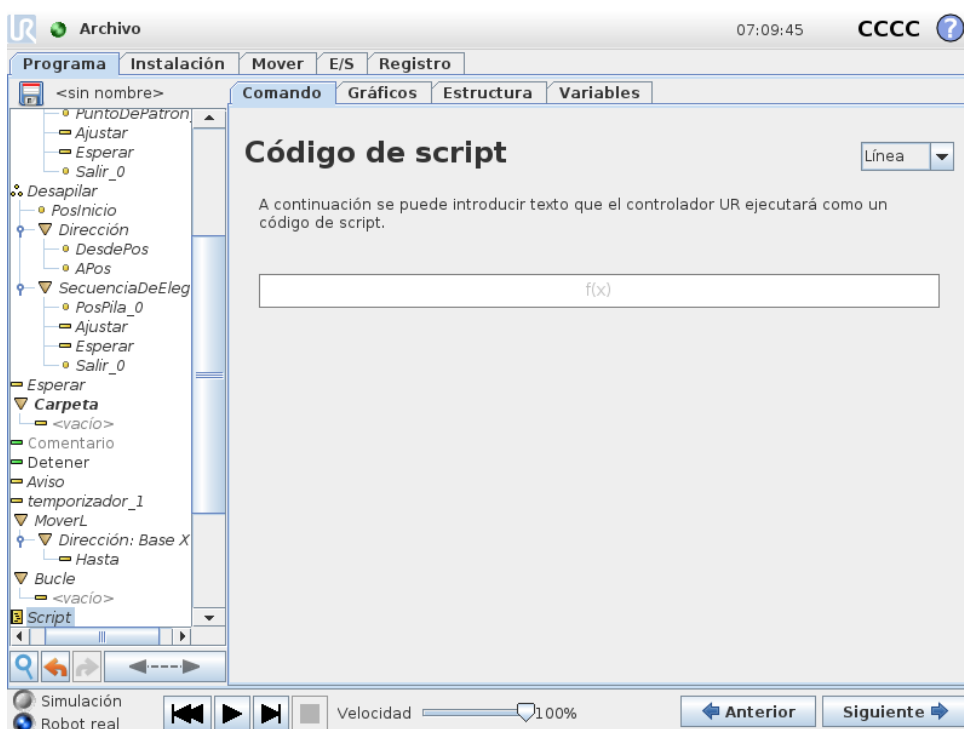 UR
Archivo
07:09:45
CCCC
?
Programa
Instalación
Mover
E/S
Registro
<sin nombre>
Comando
Gráficos
Estructura
Variables
PuntoDePatron_
Ajustar
Esperar
Salir_0
Desapilar
PosInicio
Dirección
DesdePos
APos
SecuenciaDeEleg
PosPila_0
Ajustar
Esperar
Salir_0
Esperar
Carpeta
<vacío>
Comentario
Detener
Aviso
temporizador_1
MoverL
Dirección: Base X
Hasta
Bucle
<vacío>
Script
Código de script
Línea
A continuación se puede introducir texto que el controlador UR ejecutará como un
código de script.
f(x)
Simulación
Robot real
Velocidad
100%
Anterior
Siguiente